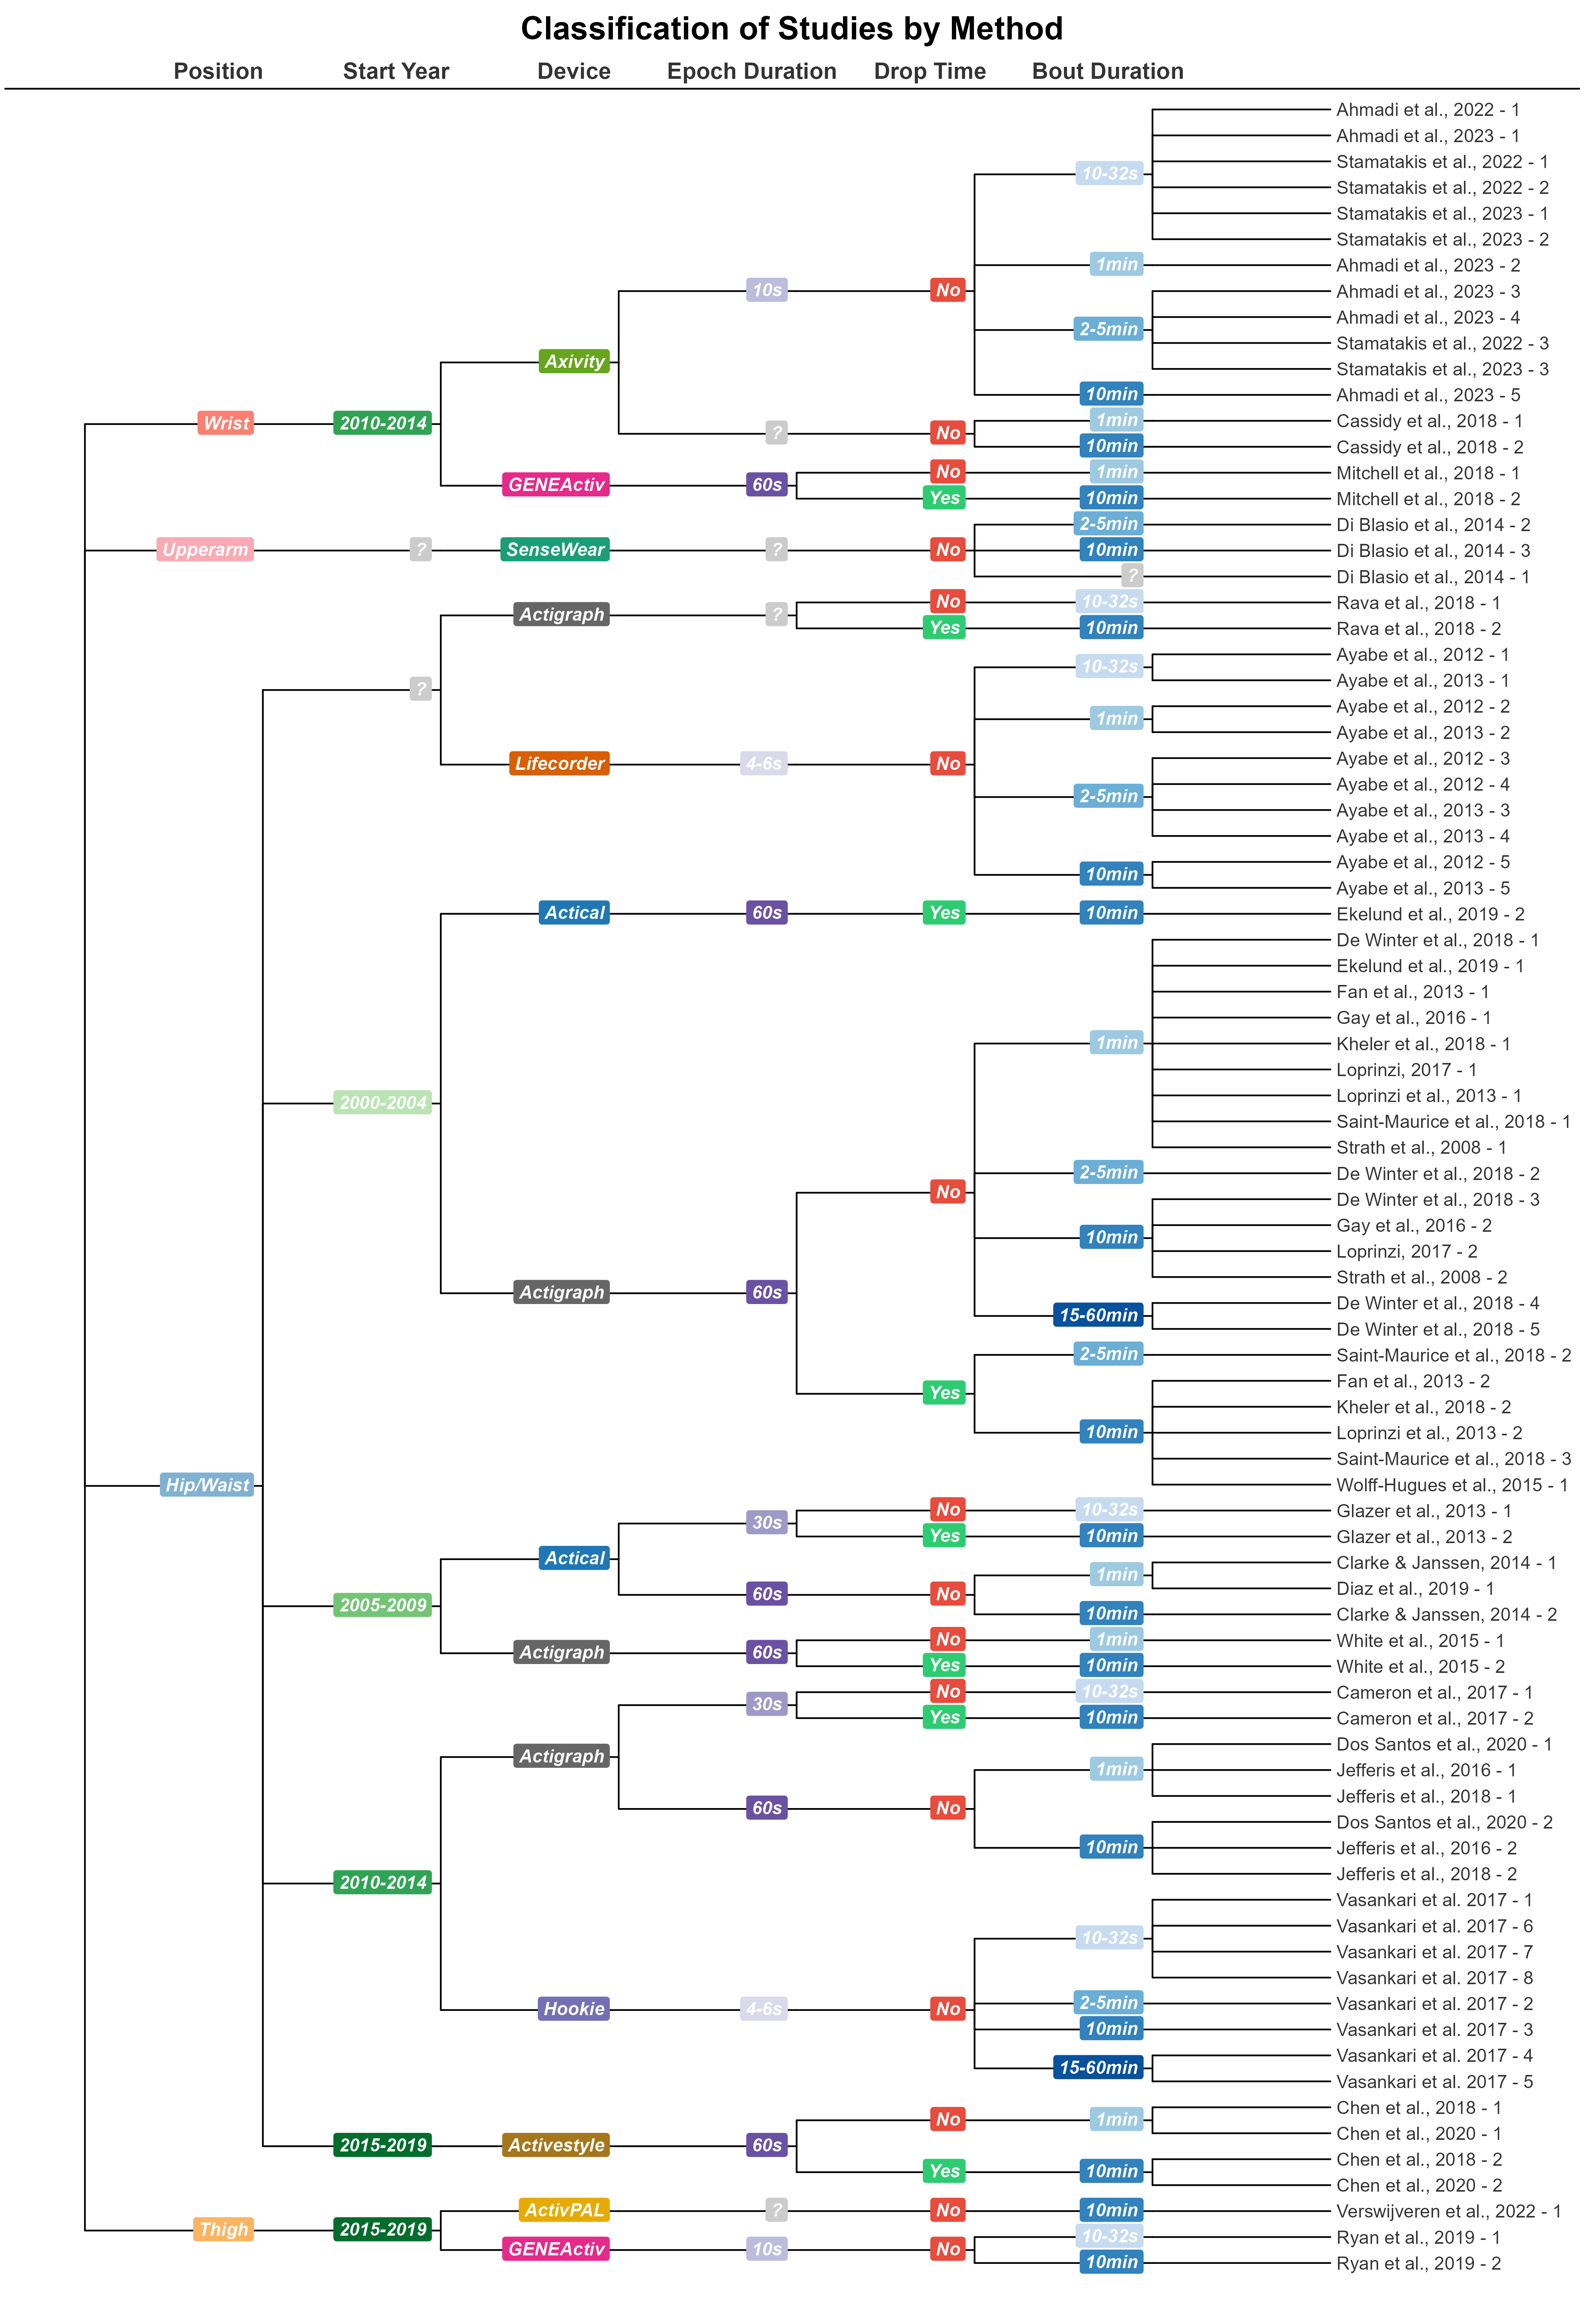 Classification of Studies by Method
Position Start Year Device Epoch Duration Drop Time Bout Duration
Ahmadi et al., 2022 - 1
Ahmadi et al., 2023 - 1
Stamatakis et al., 2022 - 1
10-32s
Stamatakis et al., 2022 - 2
Stamatakis et al., 2023 - 1
Stamatakis et al., 2023 - 2
1min Ahmadi et al., 2023 - 2
10s No Ahmadi et al., 2023 - 3
Ahmadi et al., 2023 - 4
2-5min
Stamatakis et al., 2022 - 3
Axivity
Stamatakis et al., 2023 - 3
10min Ahmadi et al., 2023 - 5
Wrist 2010-2014 1min Cassidy et al., 2018 - 1
? No
10min Cassidy et al., 2018 - 2
No 1min Mitchell et al., 2018 - 1
GENEActiv 60s
Yes 10min Mitchell et al., 2018 - 2
2-5min Di Blasio et al., 2014 - 2
Upperarm ? SenseWear ? No 10min Di Blasio et al., 2014 - 3
? Di Blasio et al., 2014 - 1
No 10-32s Rava et al., 2018 - 1
Actigraph ?
Yes 10min Rava et al., 2018 - 2
Ayabe et al., 2012 - 1
10-32s
Ayabe et al., 2013 - 1
?
Ayabe et al., 2012 - 2
1min
Ayabe et al., 2013 - 2
Ayabe et al., 2012 - 3
Lifecorder 4-6s No
Ayabe et al., 2012 - 4
2-5min
Ayabe et al., 2013 - 3
Ayabe et al., 2013 - 4
Ayabe et al., 2012 - 5
10min
Ayabe et al., 2013 - 5
Actical 60s Yes 10min Ekelund et al., 2019 - 2
De Winter et al., 2018 - 1
Ekelund et al., 2019 - 1
Fan et al., 2013 - 1
Gay et al., 2016 - 1
1min Kheler et al., 2018 - 1
Loprinzi, 2017 - 1
2000-2004 Loprinzi et al., 2013 - 1
Saint-Maurice et al., 2018 - 1
Strath et al., 2008 - 1
2-5min De Winter et al., 2018 - 2
No De Winter et al., 2018 - 3
Gay et al., 2016 - 2
10min
Loprinzi, 2017 - 2
Strath et al., 2008 - 2
Actigraph 60s
De Winter et al., 2018 - 4
15-60min
De Winter et al., 2018 - 5
2-5min Saint-Maurice et al., 2018 - 2
Fan et al., 2013 - 2
Yes
Kheler et al., 2018 - 2
10min Loprinzi et al., 2013 - 2
Saint-Maurice et al., 2018 - 3
Hip/Waist Wolff-Hugues et al., 2015 - 1
No 10-32s Glazer et al., 2013 - 1
30s
Yes 10min Glazer et al., 2013 - 2
Actical
Clarke & Janssen, 2014 - 1
1min
Diaz et al., 2019 - 1
60s No
2005-2009 10min Clarke & Janssen, 2014 - 2
No 1min White et al., 2015 - 1
Actigraph 60s
Yes 10min White et al., 2015 - 2
No 10-32s Cameron et al., 2017 - 1
30s
Yes 10min Cameron et al., 2017 - 2
Actigraph Dos Santos et al., 2020 - 1
1min Jefferis et al., 2016 - 1
Jefferis et al., 2018 - 1
60s No
Dos Santos et al., 2020 - 2
10min Jefferis et al., 2016 - 2
Jefferis et al., 2018 - 2
2010-2014
Vasankari et al. 2017 - 1
Vasankari et al. 2017 - 6
10-32s
Vasankari et al. 2017 - 7
Vasankari et al. 2017 - 8
Hookie 4-6s No 2-5min Vasankari et al. 2017 - 2
10min Vasankari et al. 2017 - 3
Vasankari et al. 2017 - 4
15-60min
Vasankari et al. 2017 - 5
Chen et al., 2018 - 1
No 1min
Chen et al., 2020 - 1
2015-2019 Activestyle 60s
Chen et al., 2018 - 2
Yes 10min
Chen et al., 2020 - 2
ActivPAL ? No 10min Verswijveren et al., 2022 - 1
Thigh 2015-2019
10-32s Ryan et al., 2019 - 1
GENEActiv 10s No
10min Ryan et al., 2019 - 2